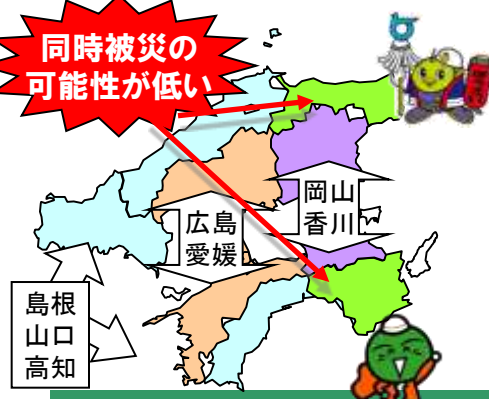 同時被災の
可能性が低い
岡山
香川
広島
愛媛
島根
山口
高知